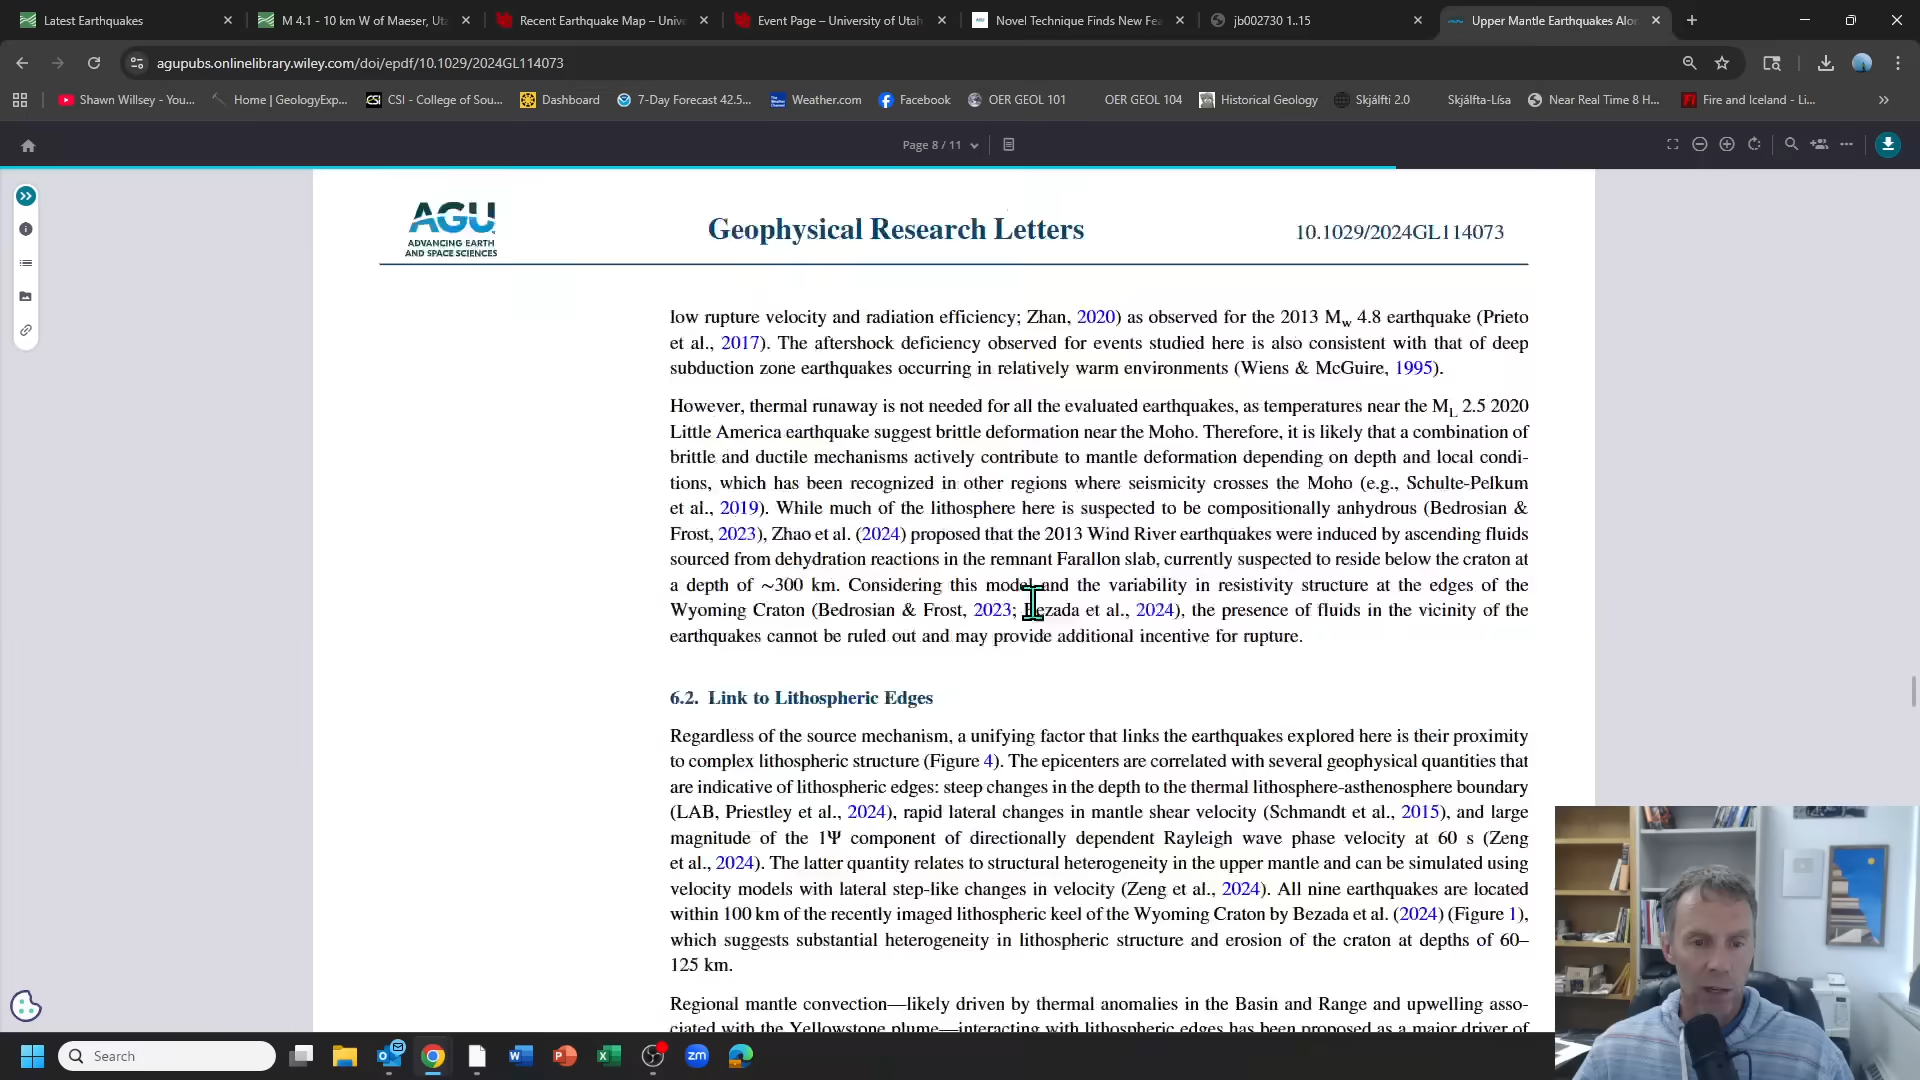 Latest Earthquakes
M 4.1 - 10 km W of Maeser, Uta
Recent Earthquake Map – Unive
Event Page – University of Utah
Novel Technique Finds New Fea
jb002730 1..15
Upper Mantle Earthquakes Alon
agupubs.onlinelibrary.wiley.com/doi/epdf/10.1029/2024GL114073
Shawn Willsey - You...
Home | GeologyExp...
CSI - College of Sou...
Dashboard
7-Day Forecast 42.5...
Weather.com
Facebook
OER GEOL 101
OER GEOL 104
Historical Geology
Skjálfti 2.0
Skjálfta-Lísa
Near Real Time 8 H...
Fire and Iceland - Li...
Page 8 / 11
AGU
ADVANCING EARTH
AND SPACE SCIENCES
Geophysical Research Letters
10.1029/2024GL114073
low rupture velocity and radiation efficiency; Zhan, 2020) as observed for the 2013 Mw 4.8 earthquake (Prieto
et al., 2017). The aftershock deficiency observed for events studied here is also consistent with that of deep
subduction zone earthquakes occurring in relatively warm environments (Wiens & McGuire, 1995).
However, thermal runaway is not needed for all the evaluated earthquakes, as temperatures near the ML 2.5 2020
Little America earthquake suggest brittle deformation near the Moho. Therefore, it is likely that a combination of
brittle and ductile mechanisms actively contribute to mantle deformation depending on depth and local condi-
tions, which has been recognized in other regions where seismicity crosses the Moho (e.g., Schulte-Pelkum
et al., 2019). While much of the lithosphere here is suspected to be compositionally anhydrous (Bedrosian &
Frost, 2023), Zhao et al. (2024) proposed that the 2013 Wind River earthquakes were induced by ascending fluids
sourced from dehydration reactions in the remnant Farallon slab, currently suspected to reside below the craton at
a depth of ~300 km. Considering this model and the variability in resistivity structure at the edges of the
Wyoming Craton (Bedrosian & Frost, 2023; Bezada et al., 2024), the presence of fluids in the vicinity of the
earthquakes cannot be ruled out and may provide additional incentive for rupture.
6.2. Link to Lithospheric Edges
Regardless of the source mechanism, a unifying factor that links the earthquakes explored here is their proximity
to complex lithospheric structure (Figure 4). The epicenters are correlated with several geophysical quantities that
are indicative of lithospheric edges: steep changes in the depth to the thermal lithosphere-asthenosphere boundary
(LAB, Priestley et al., 2024), rapid lateral changes in mantle shear velocity (Schmandt et al., 2015), and large
magnitude of the 1Ψ component of directionally dependent Rayleigh wave phase velocity at 60 s (Zeng
et al., 2024). The latter quantity relates to structural heterogeneity in the upper mantle and can be simulated using
velocity models with lateral step-like changes in velocity (Zeng et al., 2024). All nine earthquakes are located
within 100 km of the recently imaged lithospheric keel of the Wyoming Craton by Bezada et al. (2024) (Figure 1),
which suggests substantial heterogeneity in lithospheric structure and erosion of the craton at depths of 60–
125 km.
Regional mantle convection—likely driven by thermal anomalies in the Basin and Range and upwelling asso-
ciated with the Yellowstone plume—interacting with lithospheric edges has been proposed as a major driver of
Search